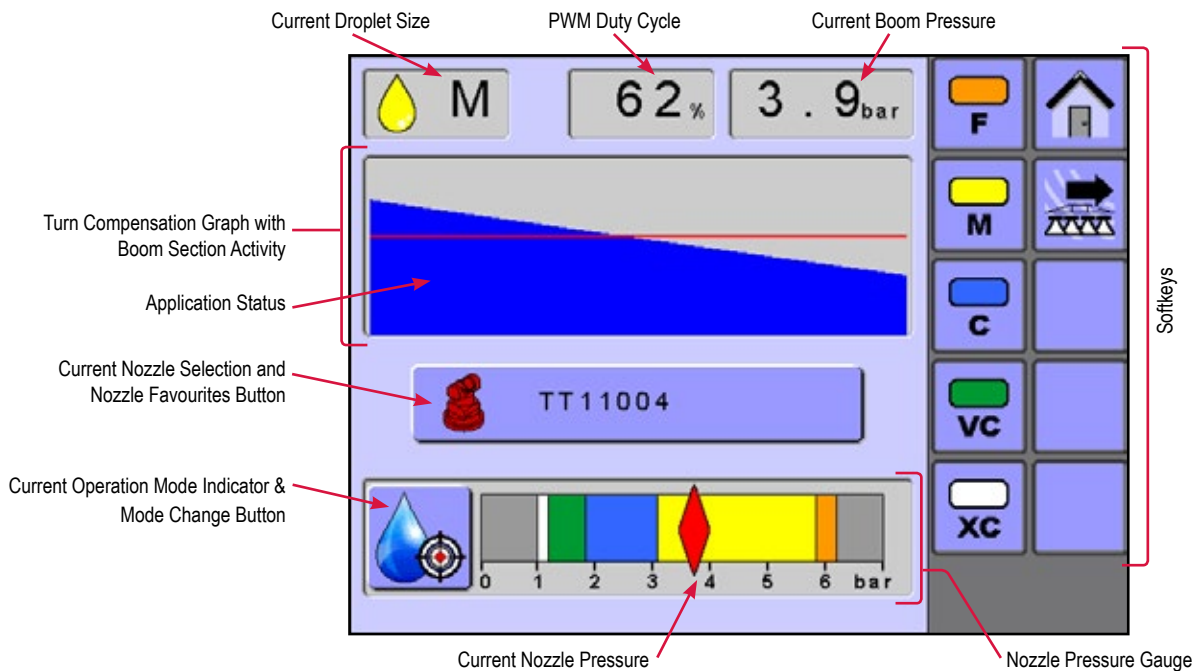 Current Droplet Size
PWM Duty Cycle
Current Boom Pressure
M
62%
3.9bar
F
M
C
VC
XC
Turn Compensation Graph with
Boom Section Activity
Application Status
Current Nozzle Selection and
Nozzle Favourites Button
TT11004
Current Operation Mode Indicator &
Mode Change Button
0 1 2 3 4 5 6 bar
Softkeys
Current Nozzle Pressure
Nozzle Pressure Gauge